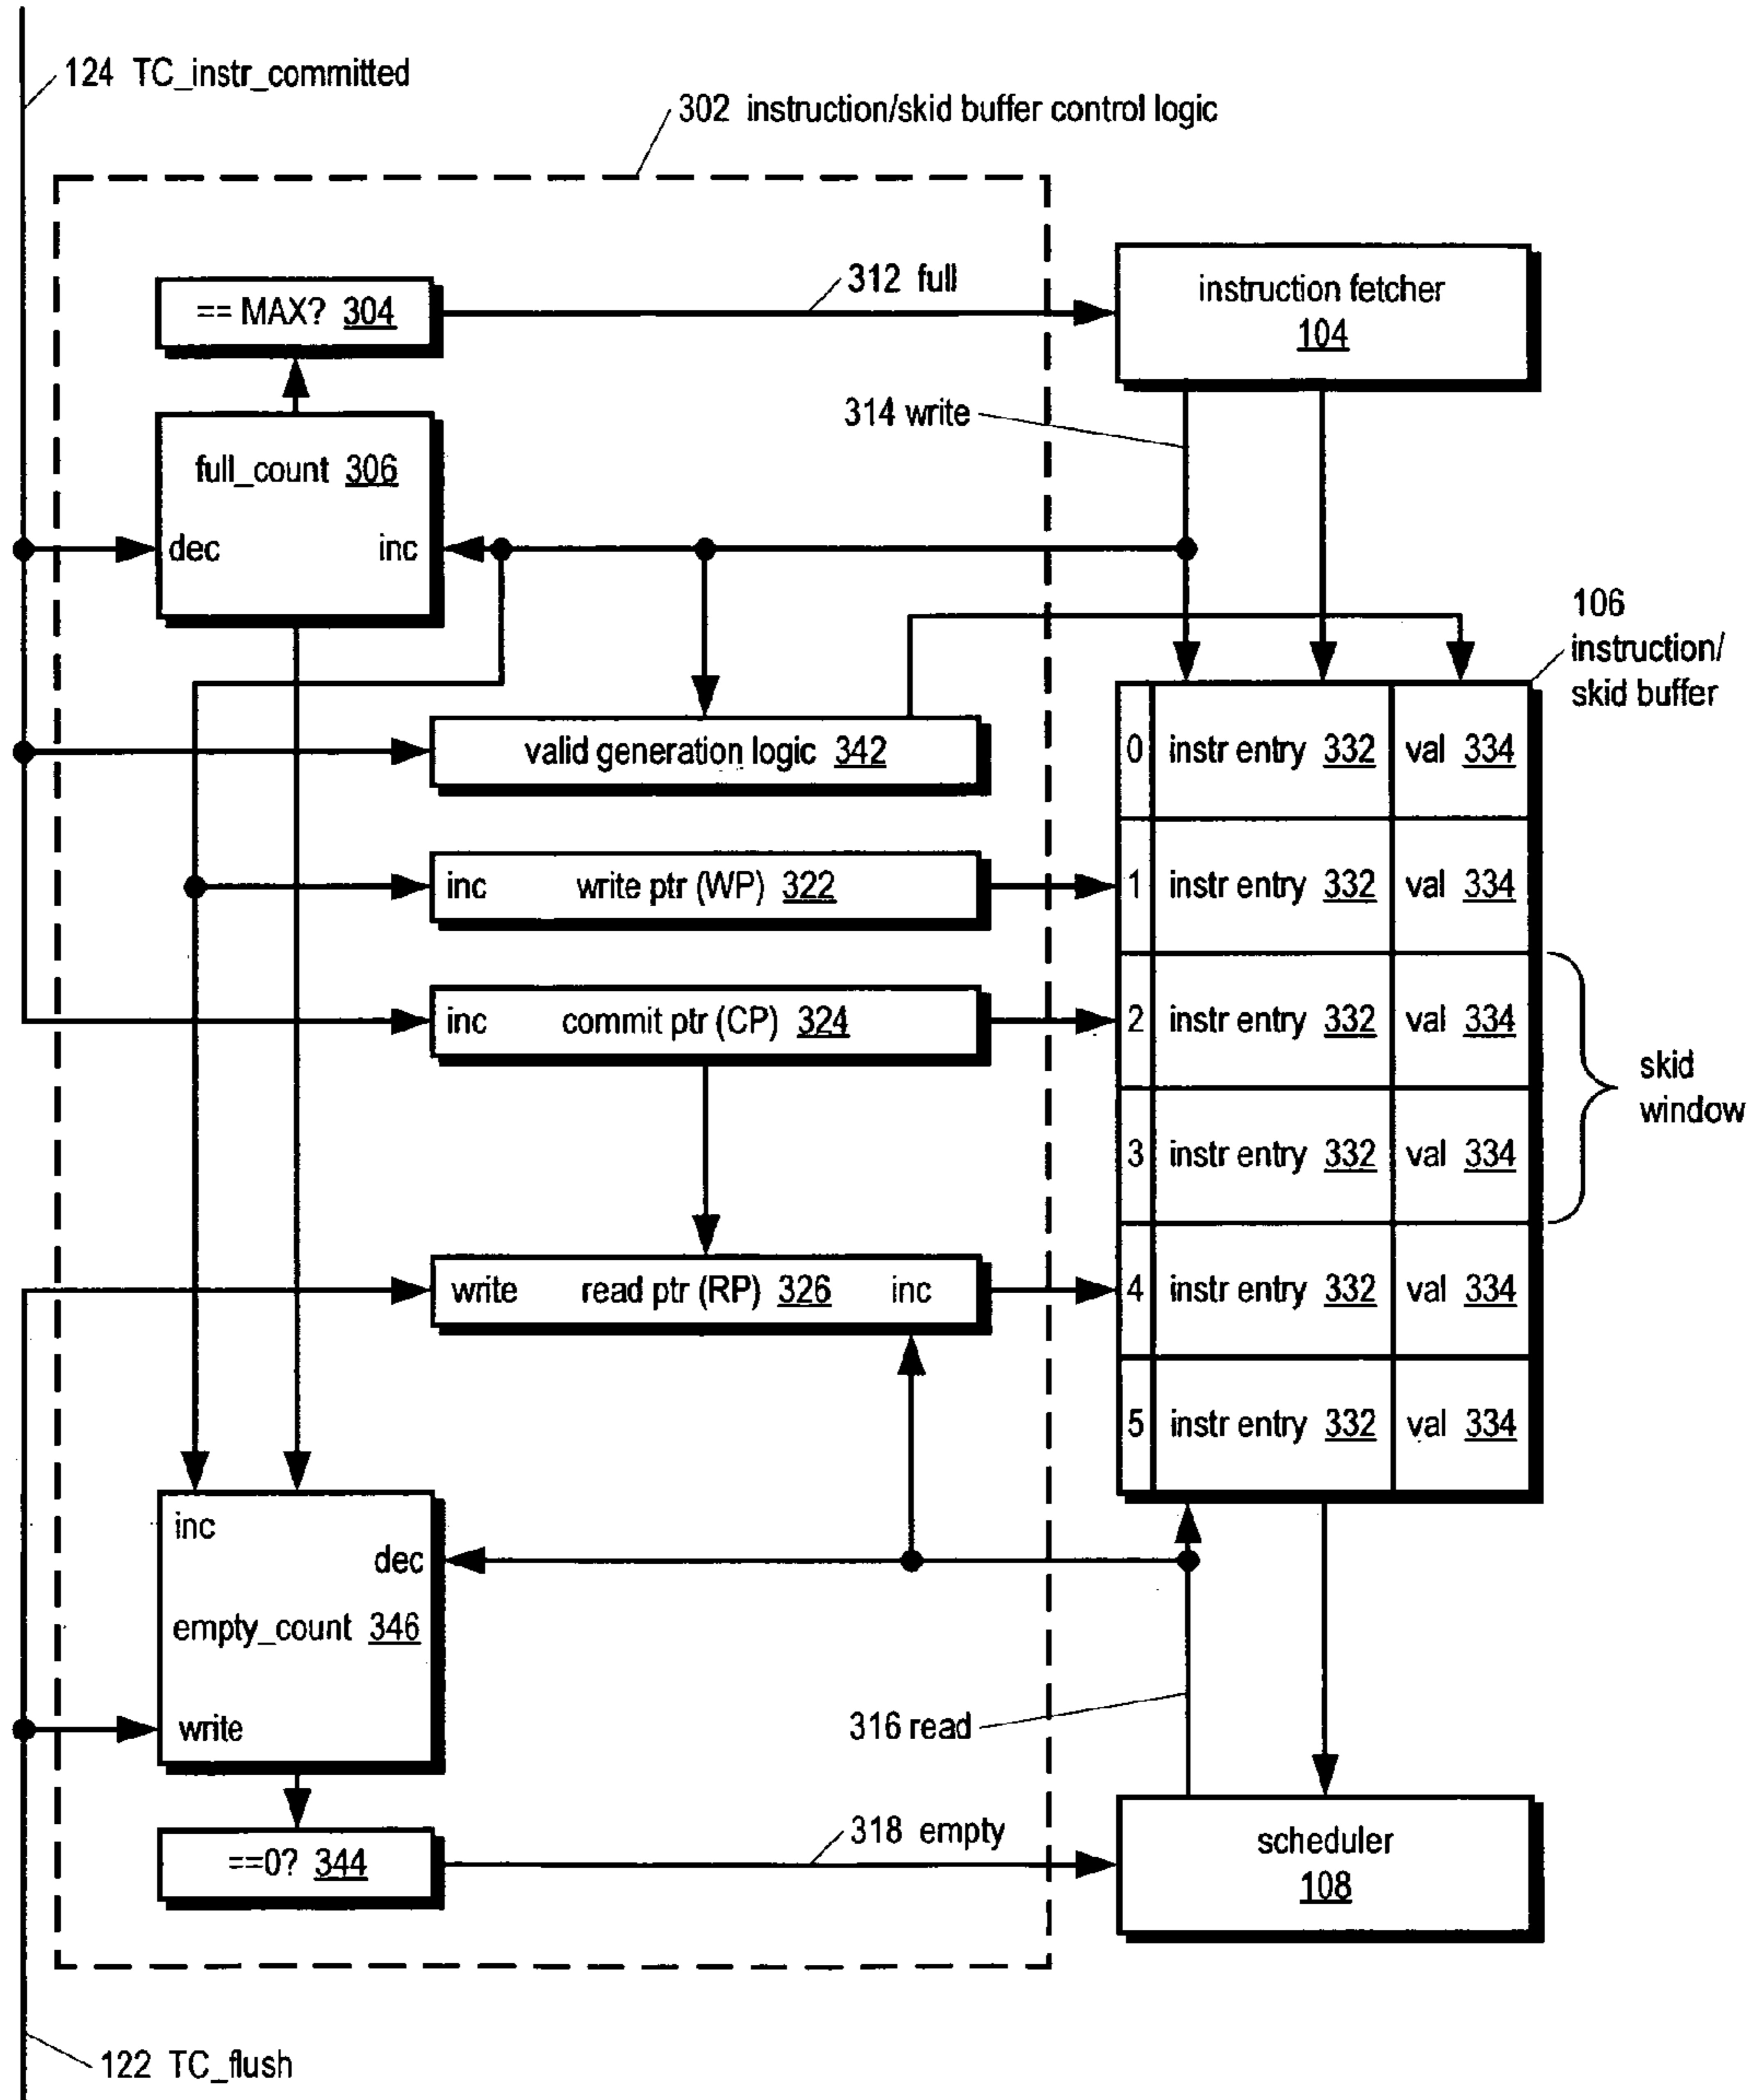 124 TC_instr_committed
302 instruction/skid buffer control logic
== MAX? 304
312 full
instruction fetcher
104
314 write
full_count 306
dec inc
106
instruction/
skid buffer
valid generation logic 342
0 instr entry 332 val 334
inc write ptr (WP) 322
1 instr entry 332 val 334
inc commit ptr (CP) 324
2 instr entry 332 val 334
skid
window
3 instr entry 332 val 334
write read ptr (RP) 326 inc
4 instr entry 332 val 334
5 instr entry 332 val 334
inc
dec
empty_count 346
write
316 read
==0? 344
318 empty
scheduler
108
122 TC_flush